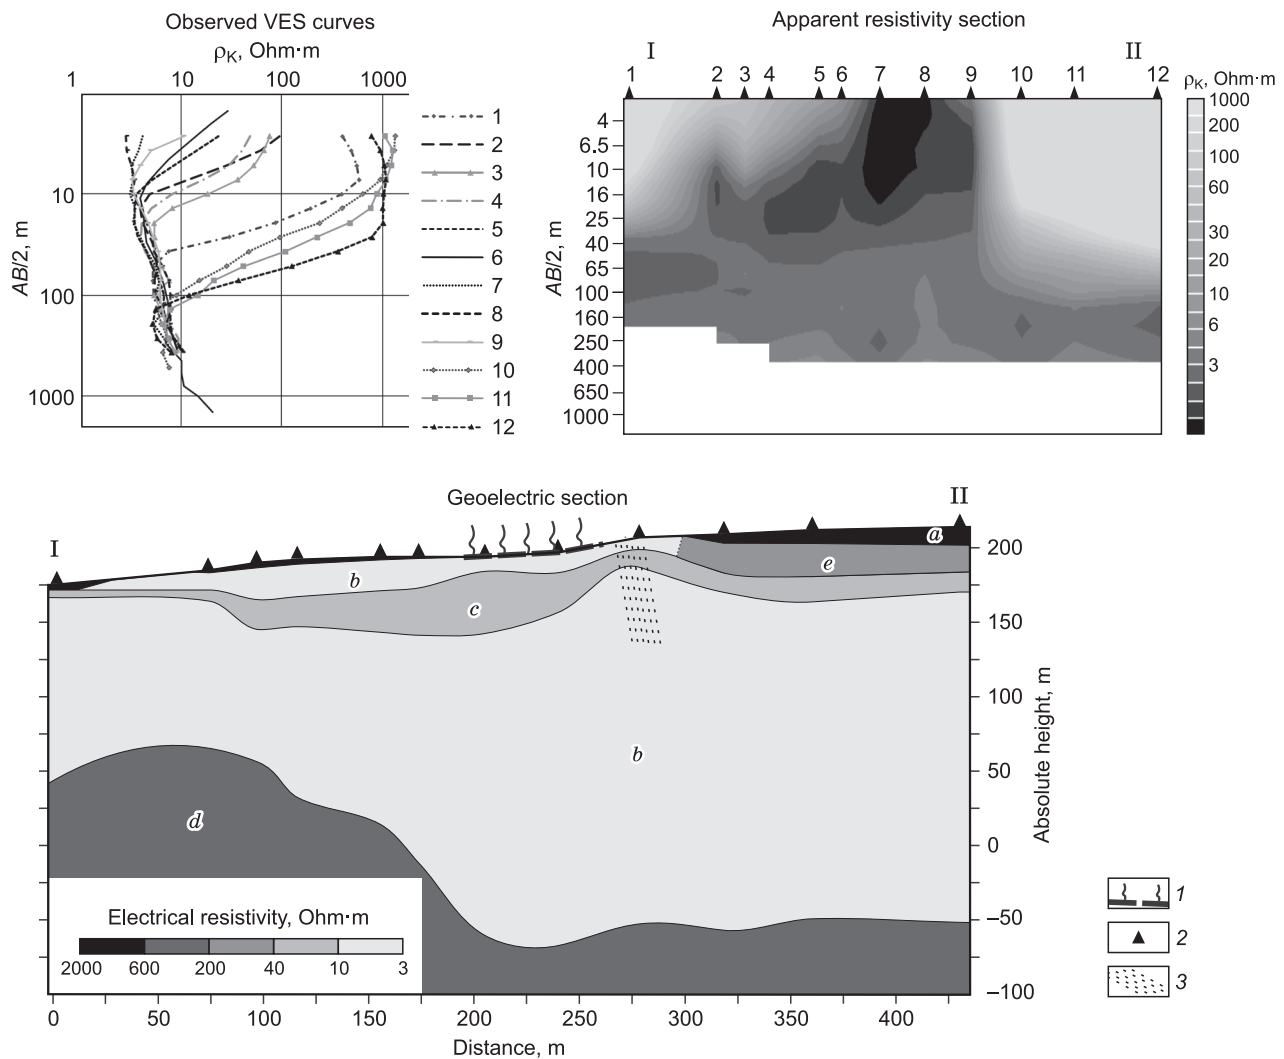 Observed VES curves
ρK, Ohm·m
1 10 100 1000
10
100
1000
AB/2, m
1
2
3
4
5
6
7
8
9
10
11
12
Apparent resistivity section
I II
1 2 3 4 5 6 7 8 9 10 11 12
4
6.5
10
16
25
40
65
100
160
250
400
650
1000
AB/2, m
ρK, Ohm·m
1000
200
100
60
30
20
10
6
3
Geoelectric section
I II
a
b
e
c
b
d
200
150
100
50
0
–50
–100
Absolute height, m
Electrical resistivity, Ohm·m
2000 600 200 40 10 3
0 50 100 150 200 250 300 350 400
Distance, m
1
2
3